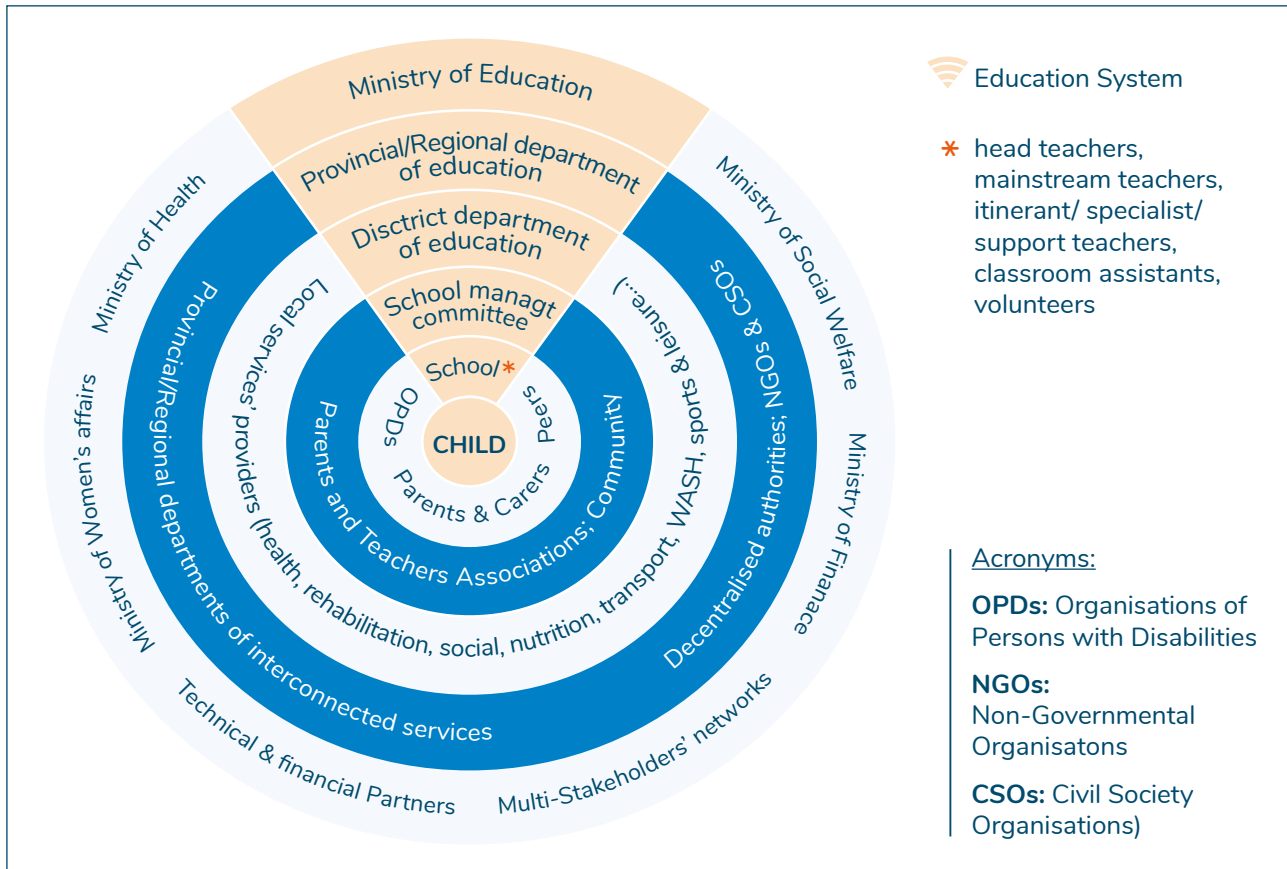 Ministry of Education
Provincial/Regional department
of education
Disctrict department
of education
School managt
committee
School*
CHILD
OPDs
Peers
Parents & Carers
Parents and Teachers Associations; Community
Local services' providers (health, rehabilitation, social, nutrition, transport, WASH, sports & leisure...)
Provincial/Regional departments of interconnected services
Decentralised authorities; NGOs & CSOs
Ministry of Health
Ministry of Women's affairs
Technical & financial Partners
Multi-Stakeholders' networks
Ministry of Finanace
Ministry of Social Welfare
Education System
* head teachers,
mainstream teachers,
itinerant/ specialist/
support teachers,
classroom assistants,
volunteers
Acronyms:
OPDs: Organisations of
Persons with Disabilities
NGOs:
Non-Governmental
Organisatons
CSOs: Civil Society
Organisations)